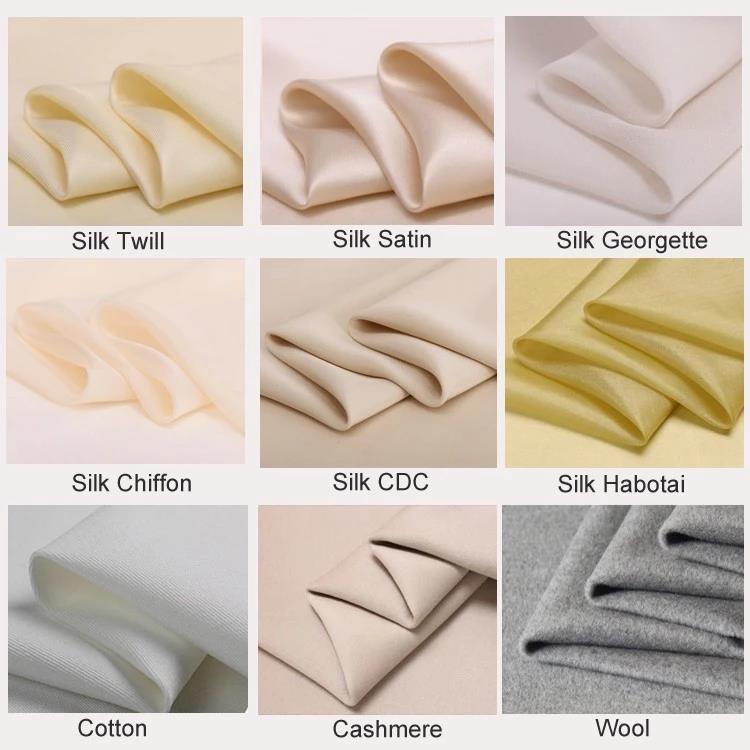 Silk Twill
Silk Satin
Silk Georgette
Silk Chiffon
Silk CDC
Silk Habotai
Cotton
Cashmere
Wool